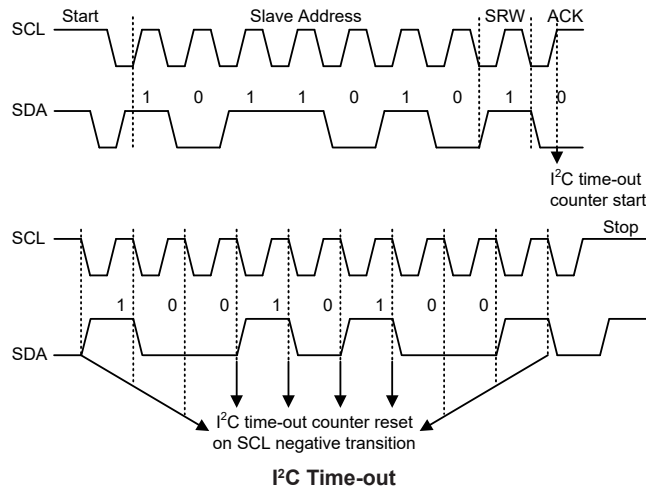 Start Slave Address SRW ACK
SCL
1 0 1 1 0 1 0 1 0
SDA
I²C time-out
counter start
Stop
SCL
1 0 0 1 0 1 0 0
SDA
I²C time-out counter reset
on SCL negative transition
I²C Time-out